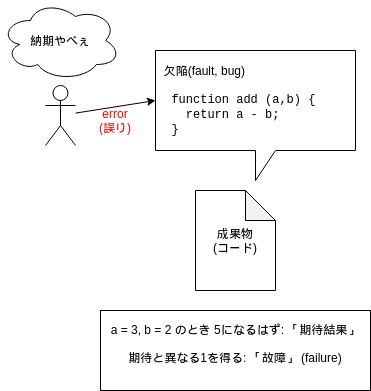 納期やべぇ
欠陥(fault, bug)
function add (a,b) {
return a - b;
}
error
(誤り)
成果物
(コード)
a = 3, b = 2 のとき 5になるはず: 「期待結果」
期待と異なる1を得る: 「故障」 (failure)